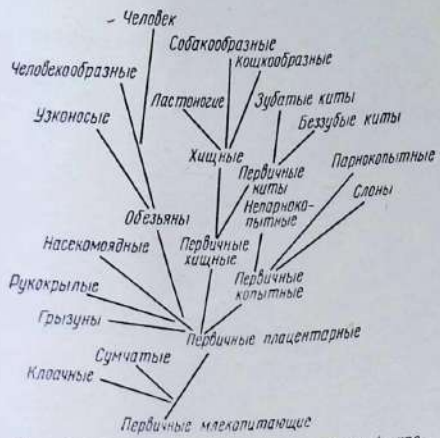 Человек
Собакообразные
Кошкообразные
Человекообразные
Ластоногие
Зубатые киты
Узконосые
Беззубые киты
Хищные
Парнокопытные
Первичные
киты
Слоны
Обезьяны
Непарноко-
пытные
Насекомоядные
Первичные
хищные
Рукокрылые
Первичные
копытные
Грызуны
Первичные плацентарные
Сумчатые
Клоачные
Первичные млекопитающие